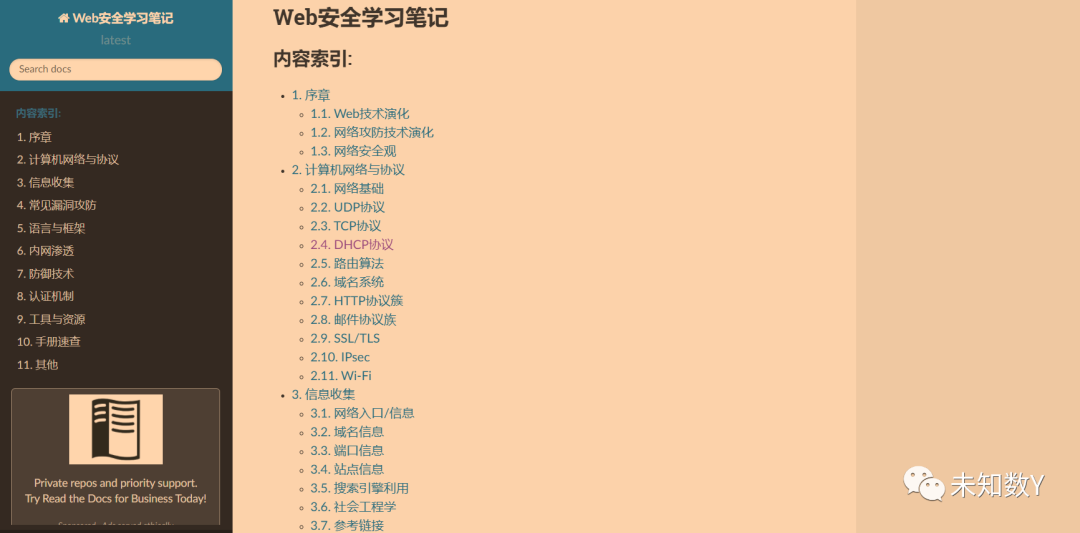 Web安全学习笔记
latest
Search docs
内容索引:
1. 序章
2. 计算机网络与协议
3. 信息收集
4. 常见漏洞攻防
5. 语言与框架
6. 内网渗透
7. 防御技术
8. 认证机制
9. 工具与资源
10. 手册速查
11. 其他
Private repos and priority support.
Try Read the Docs for Business Today!
Sponsored · Ads served ethically
Web安全学习笔记
内容索引:
1. 序章
1.1. Web技术演化
1.2. 网络攻防技术演化
1.3. 网络安全观
2. 计算机网络与协议
2.1. 网络基础
2.2. UDP协议
2.3. TCP协议
2.4. DHCP协议
2.5. 路由算法
2.6. 域名系统
2.7. HTTP协议簇
2.8. 邮件协议族
2.9. SSL/TLS
2.10. IPsec
2.11. Wi-Fi
3. 信息收集
3.1. 网络入口/信息
3.2. 域名信息
3.3. 端口信息
3.4. 站点信息
3.5. 搜索引擎利用
3.6. 社会工程学
3.7. 参考链接
未知数Y